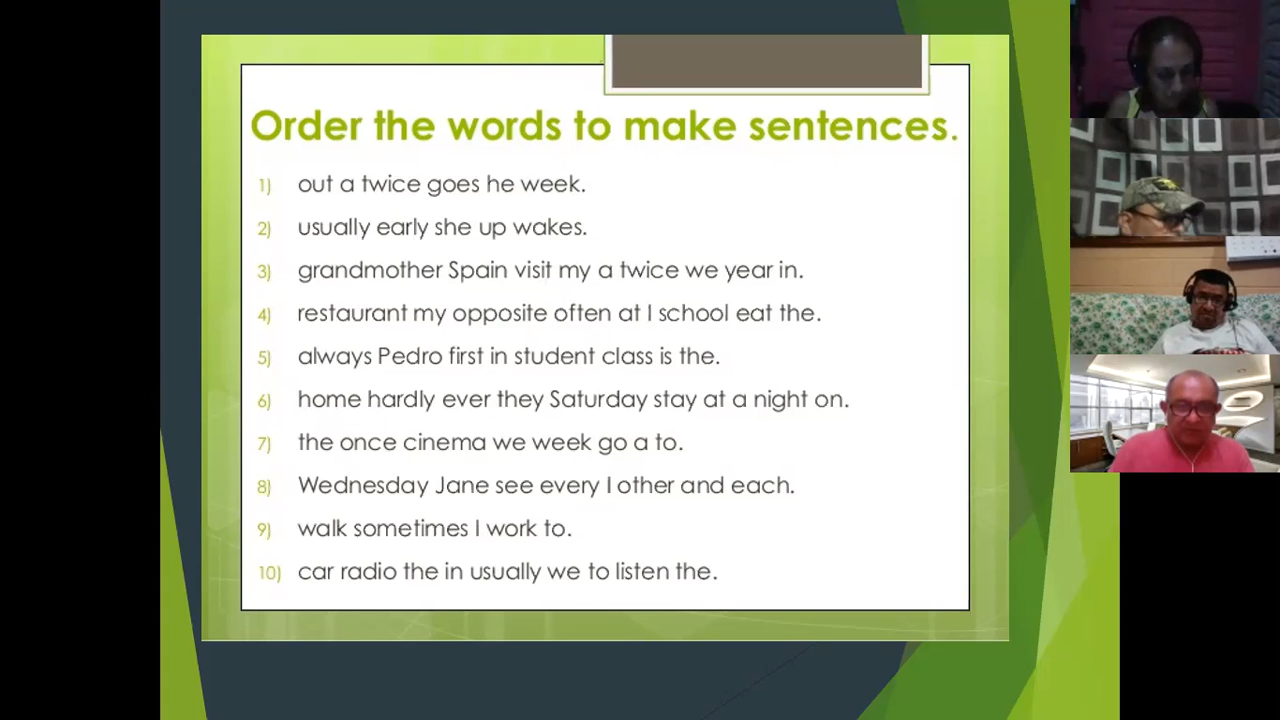 Order the words to make sentences.
1) out a twice goes he week.
2) usually early she up wakes.
3) grandmother Spain visit my a twice we year in.
4) restaurant my opposite often at I school eat the.
5) always Pedro first in student class is the.
6) home hardly ever they Saturday stay at a night on.
7) the once cinema we week go a to.
8) Wednesday Jane see every I other and each.
9) walk sometimes I work to.
10) car radio the in usually we to listen the.